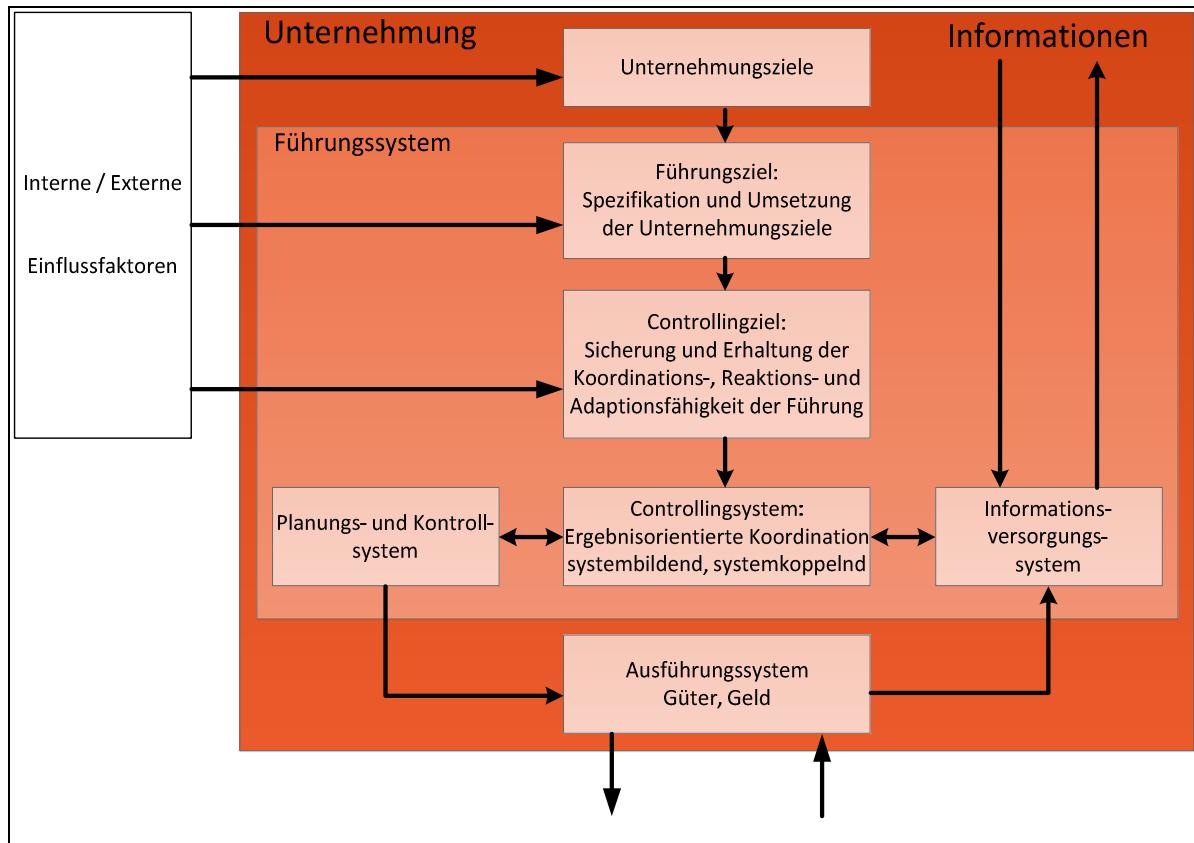 Unternehmung
Informationen
Unternehmungsziele
Führungssystem
Interne / Externe
Einflussfaktoren
Führungsziel:
Spezifikation und Umsetzung
der Unternehmungsziele
Controllingziel:
Sicherung und Erhaltung der
Koordinations-, Reaktions- und
Adaptionsfähigkeit der Führung
Planungs- und Kontroll-
system
Controllingsystem:
Ergebnisorientierte Koordination
systembildend, systemkoppelnd
Informations-
versorgungs-
system
Ausführungssystem
Güter, Geld